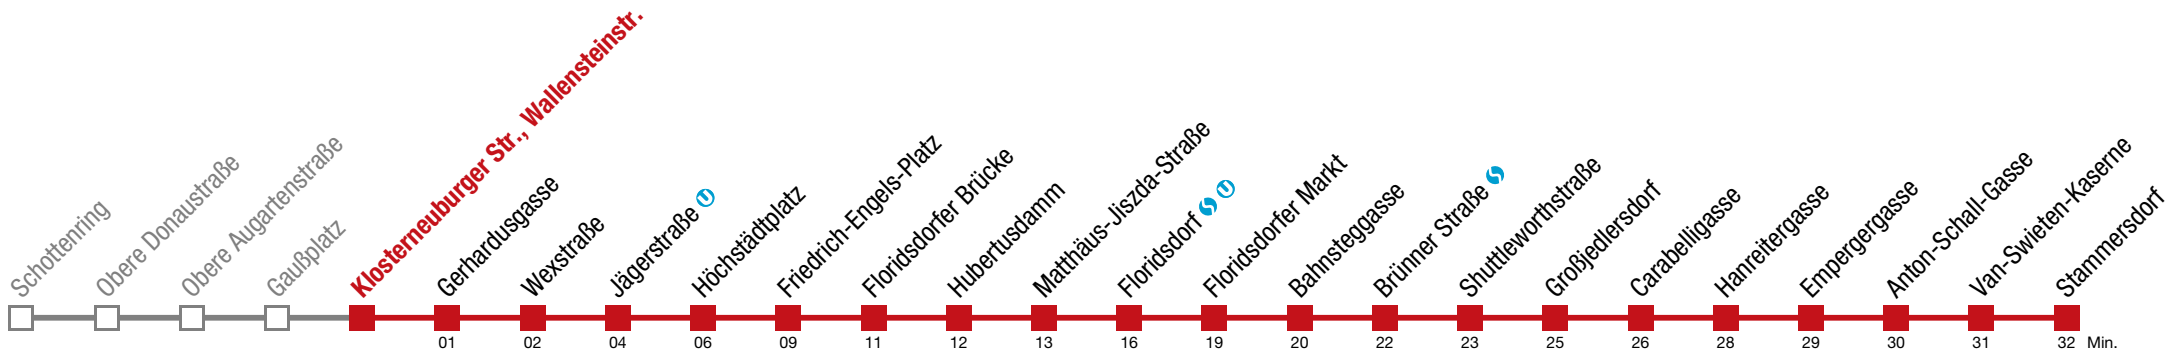 Schottenring
Obere Donaustraße
Obere Augartenstraße
Gaußplatz
Klosterneuburger Str., Wallensteinstr.
Gerhardusgasse
Wexstraße
Jägerstraße U
Höchstädtplatz
Friedrich-Engels-Platz
Floridsdorfer Brücke
Hubertusdamm
Matthäus-Jiszda-Straße
Floridsdorf S U
Floridsdorfer Markt
Bahnsteggasse
Brünner Straße S
Shuttleworthstraße
Großjedlersdorf
Carabelligasse
Hanreitergasse
Empergergasse
Anton-Schall-Gasse
Van-Swieten-Kaserne
Stammersdorf
01 02 04 06 09 11 12 13 16 19 20 22 23 25 26 28 29 30 31 32 Min.